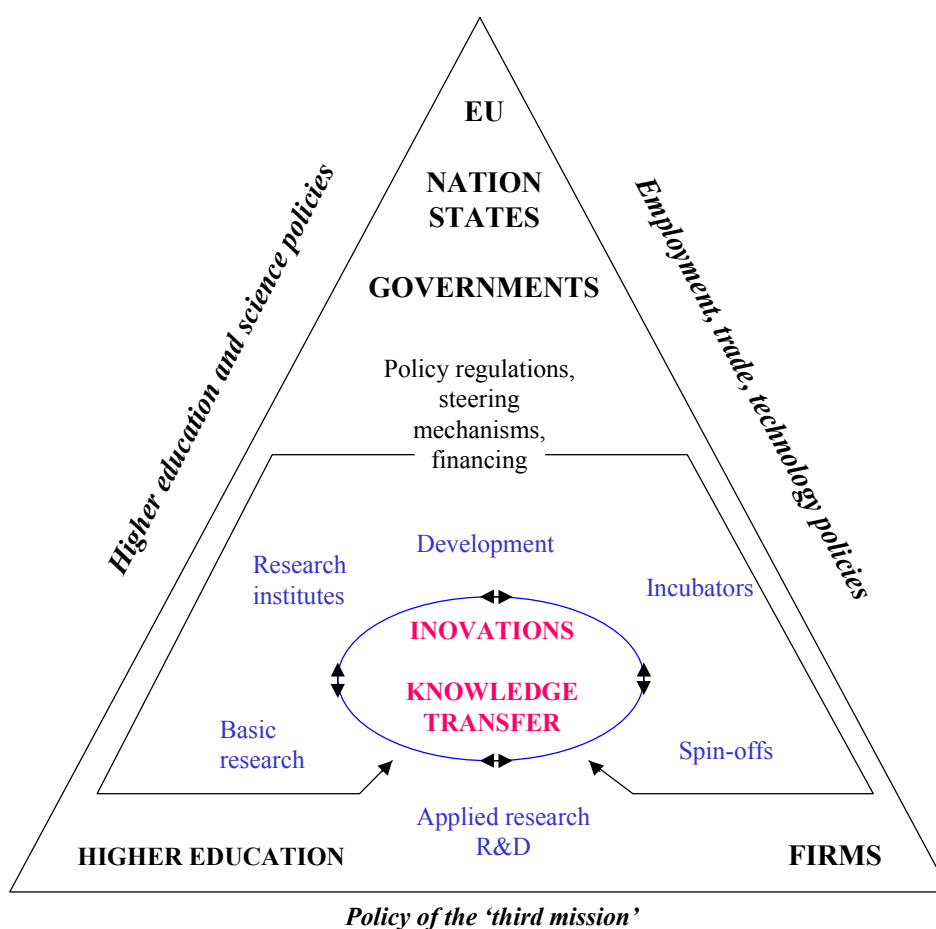 EU
NATION
STATES
GOVERNMENTS
Higher education and science policies
Employment, trade, technology policies
Policy regulations,
steering
mechanisms,
financing
Development
Research
institutes
Incubators
INOVATIONS
KNOWLEDGE
TRANSFER
Basic
research
Spin-offs
Applied research
R&D
HIGHER EDUCATION
FIRMS
Policy of the ‘third mission’